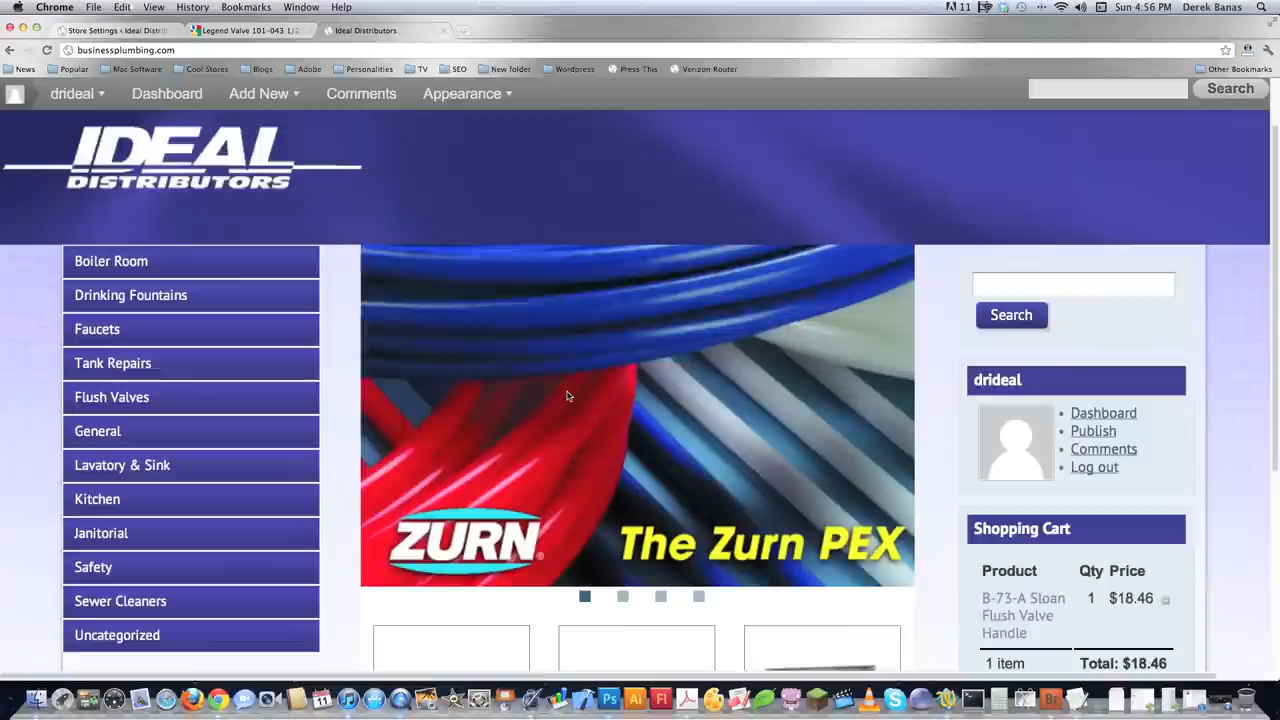 Chrome File Edit View History Bookmarks Window Help 11 Sun 4:56 PM Derek Banas
Store Settings ‹ Ideal Distrib Legend Valve 101-043 1/2 Ideal Distributors
businessplumbing.com
News Popular Mac Software Cool Stores Blogs Adobe Personalities TV SEO New folder Wordpress Press This Verizon Router Other Bookmarks
drideal Dashboard Add New Comments Appearance Search
IDEAL
DISTRIBUTORS
Boiler Room
Drinking Fountains
Faucets
Tank Repairs
Flush Valves
General
Lavatory & Sink
Kitchen
Janitorial
Safety
Sewer Cleaners
Uncategorized
ZURN
The Zurn PEX
Search
drideal
Dashboard
Publish
Comments
Log out
Shopping Cart
Product Qty Price
B-73-A Sloan 1 $18.46
Flush Valve
Handle
1 item Total: $18.46